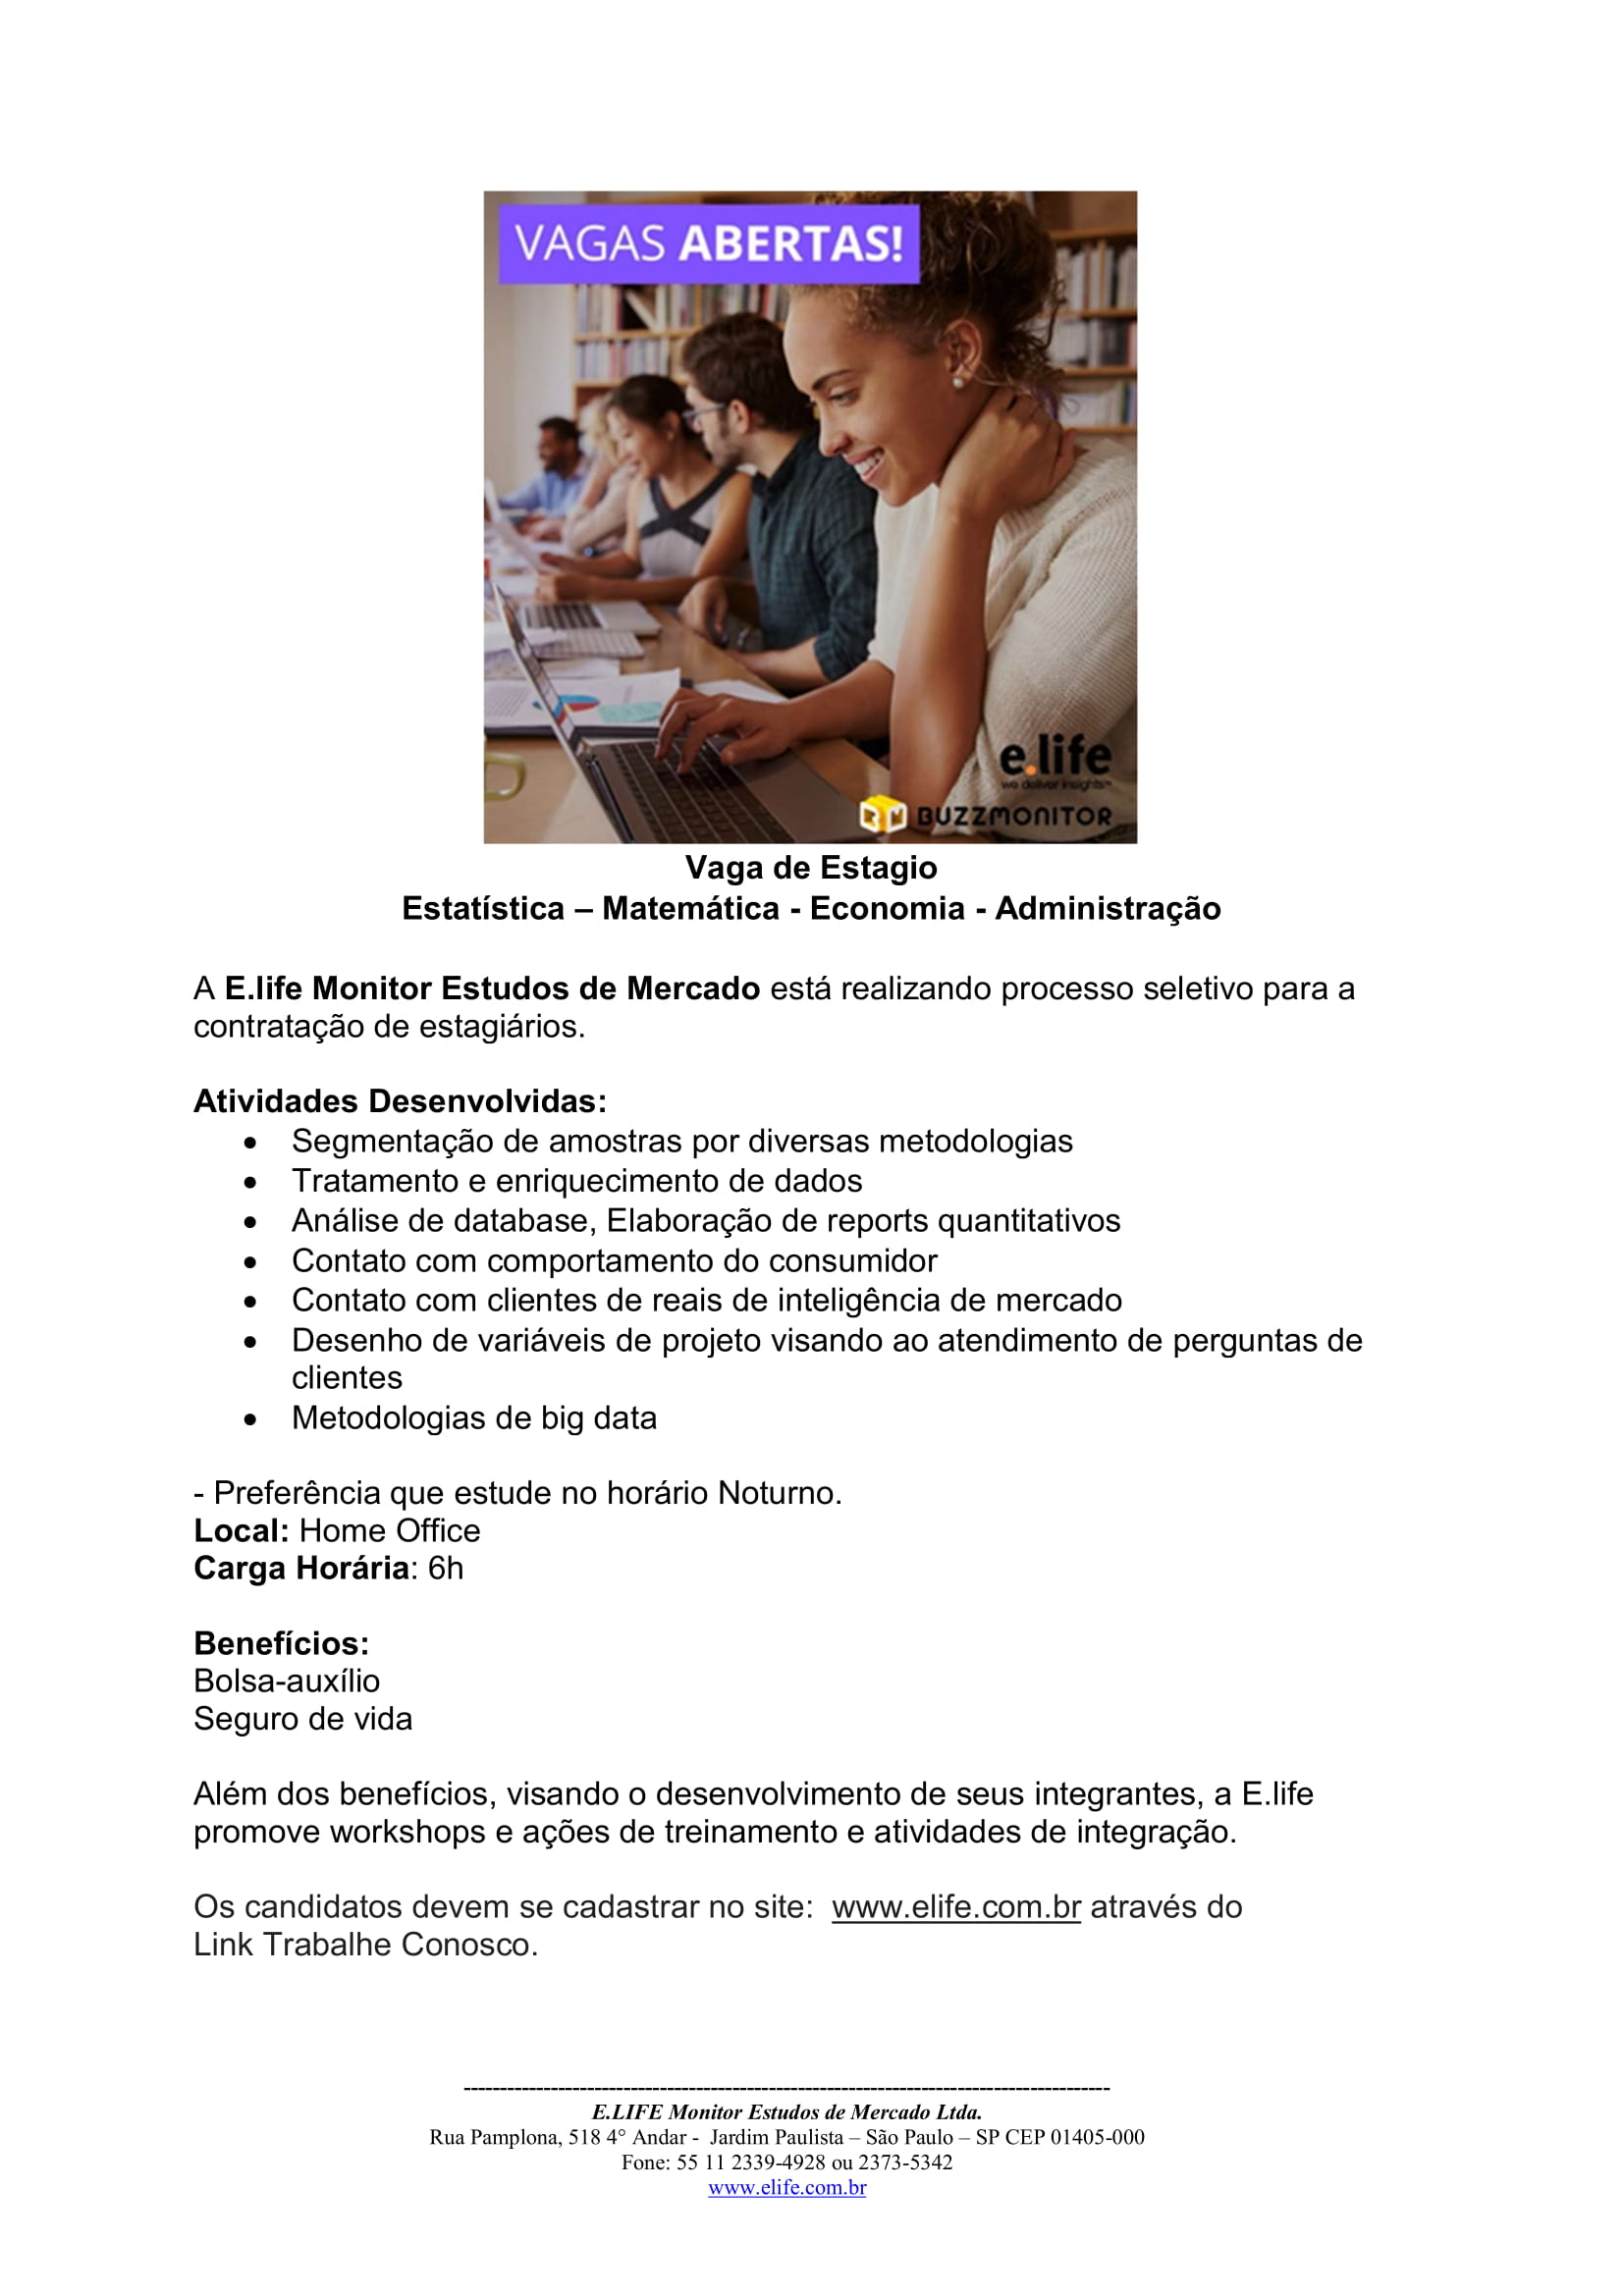 VAGAS ABERTAS!
e.life
we deliver insights™
BUZZMONITOR
Vaga de Estagio
Estatística – Matemática - Economia - Administração
A E.life Monitor Estudos de Mercado está realizando processo seletivo para a
contratação de estagiários.
Atividades Desenvolvidas:
• Segmentação de amostras por diversas metodologias
• Tratamento e enriquecimento de dados
• Análise de database, Elaboração de reports quantitativos
• Contato com comportamento do consumidor
• Contato com clientes de reais de inteligência de mercado
• Desenho de variáveis de projeto visando ao atendimento de perguntas de
clientes
• Metodologias de big data
- Preferência que estude no horário Noturno.
Local: Home Office
Carga Horária: 6h
Benefícios:
Bolsa-auxílio
Seguro de vida
Além dos benefícios, visando o desenvolvimento de seus integrantes, a E.life
promove workshops e ações de treinamento e atividades de integração.
Os candidatos devem se cadastrar no site:  www.elife.com.br através do
Link Trabalhe Conosco.
-----------------------------------------------------------------------------------------
E.LIFE Monitor Estudos de Mercado Ltda.
Rua Pamplona, 518 4° Andar -  Jardim Paulista – São Paulo – SP CEP 01405-000
Fone: 55 11 2339-4928 ou 2373-5342
www.elife.com.br